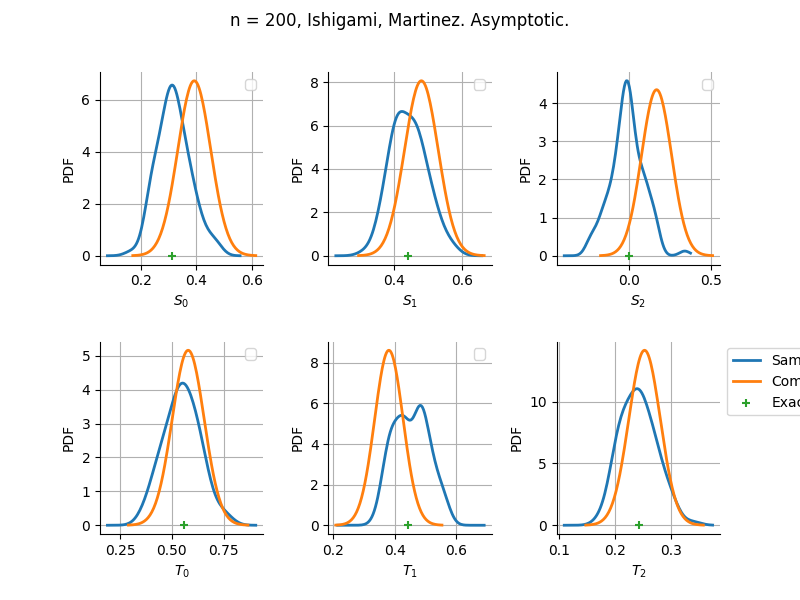 n = 200, Ishigami, Martinez. Asymptotic.
PDF
6
4
2
0
0.2 0.4 0.6
S₀
PDF
8
6
4
2
0
0.4 0.6
S₁
PDF
4
3
2
1
0
0.0 0.5
S₂
PDF
5
4
3
2
1
0
0.25 0.50 0.75
T₀
PDF
8
6
4
2
0
0.2 0.4 0.6
T₁
PDF
10
5
0
0.1 0.2 0.3
T₂
Sam
Com
Exac